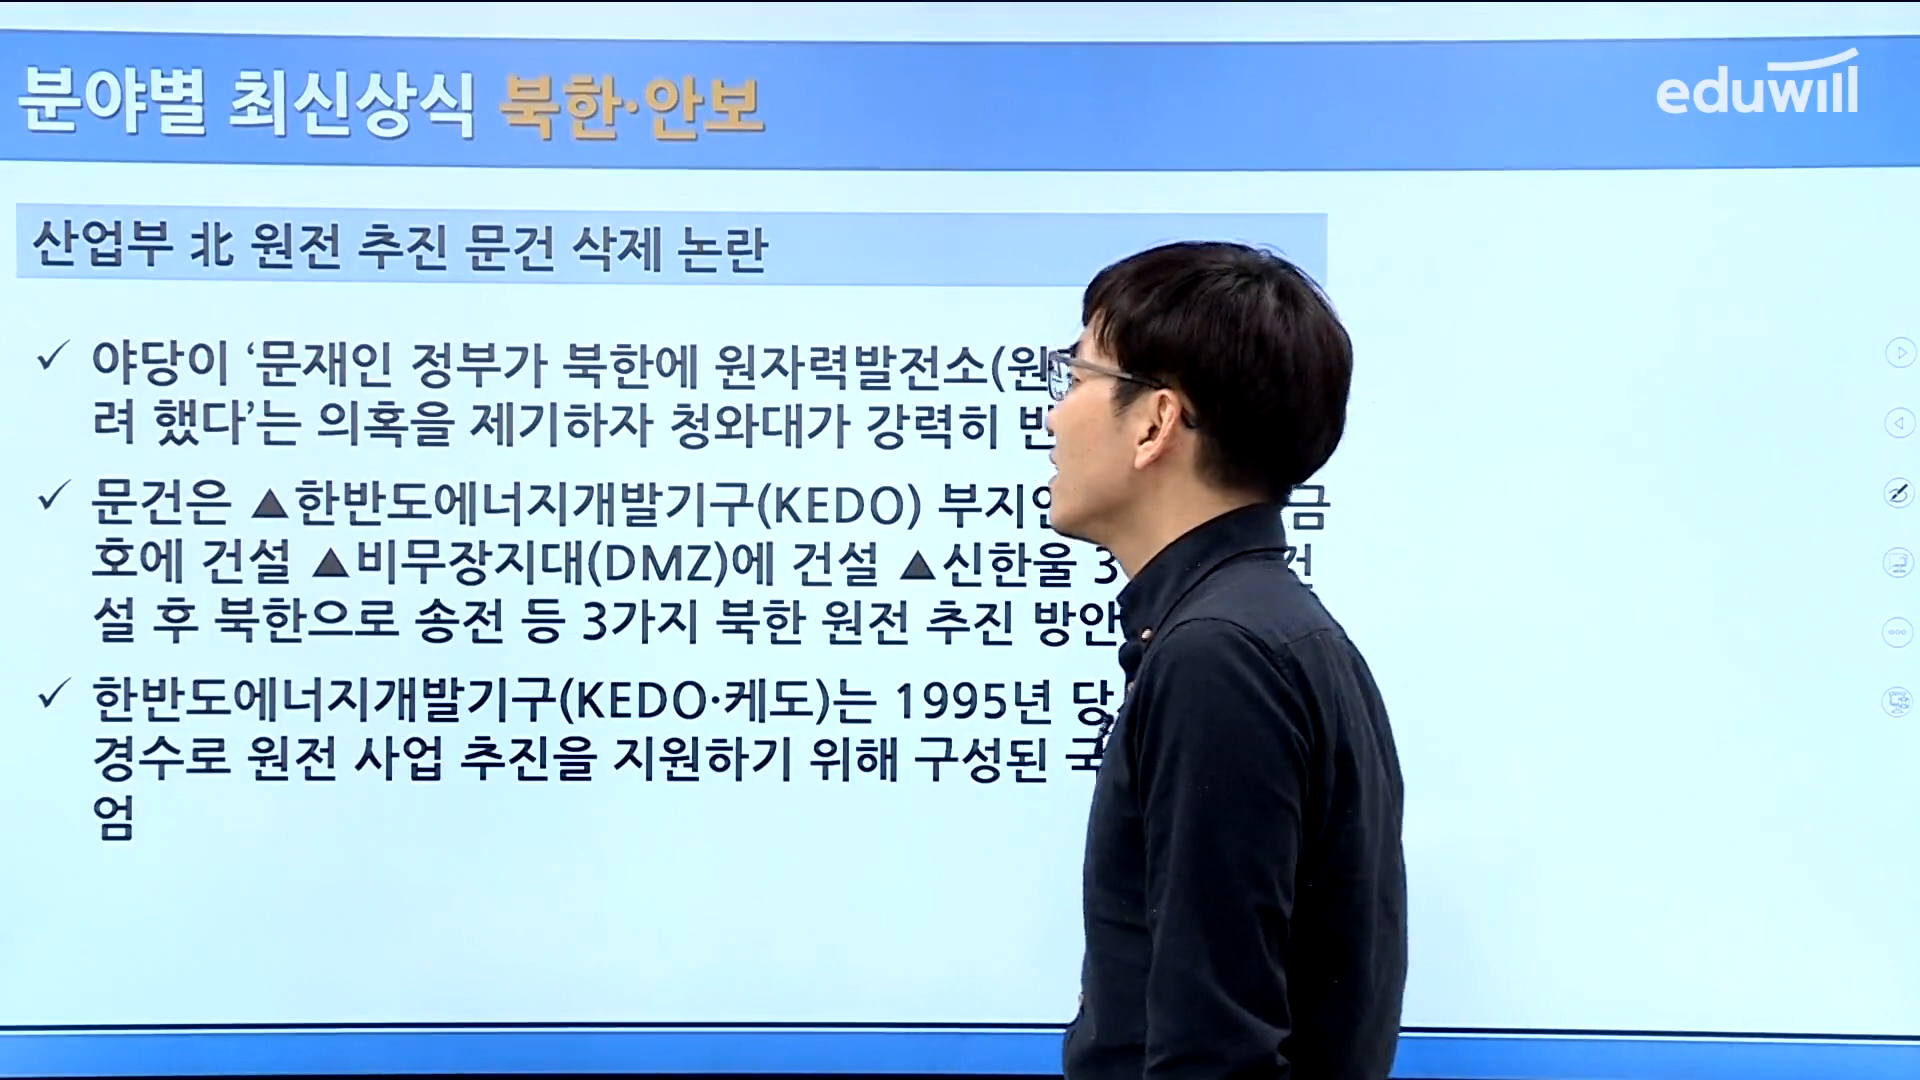 분야별 최신상식 북한·안보
eduwill
산업부 北 원전 추진 문건 삭제 논란
✓ 야당이 ‘문재인 정부가 북한에 원자력발전소(원
려 했다’는 의혹을 제기하자 청와대가 강력히
✓ 문건은 ▲한반도에너지개발기구(KEDO) 금
호에 건설 ▲비무장지대(DMZ)에 건설 ▲신한울 3 건
설 후 북한으로 송전 등 3가지 북한 원전 추진 방안
✓ 한반도에너지개발기구(KEDO·케도)는 1995년
경수로 원전 사업 추진을 지원하기 위해 구성된
엄